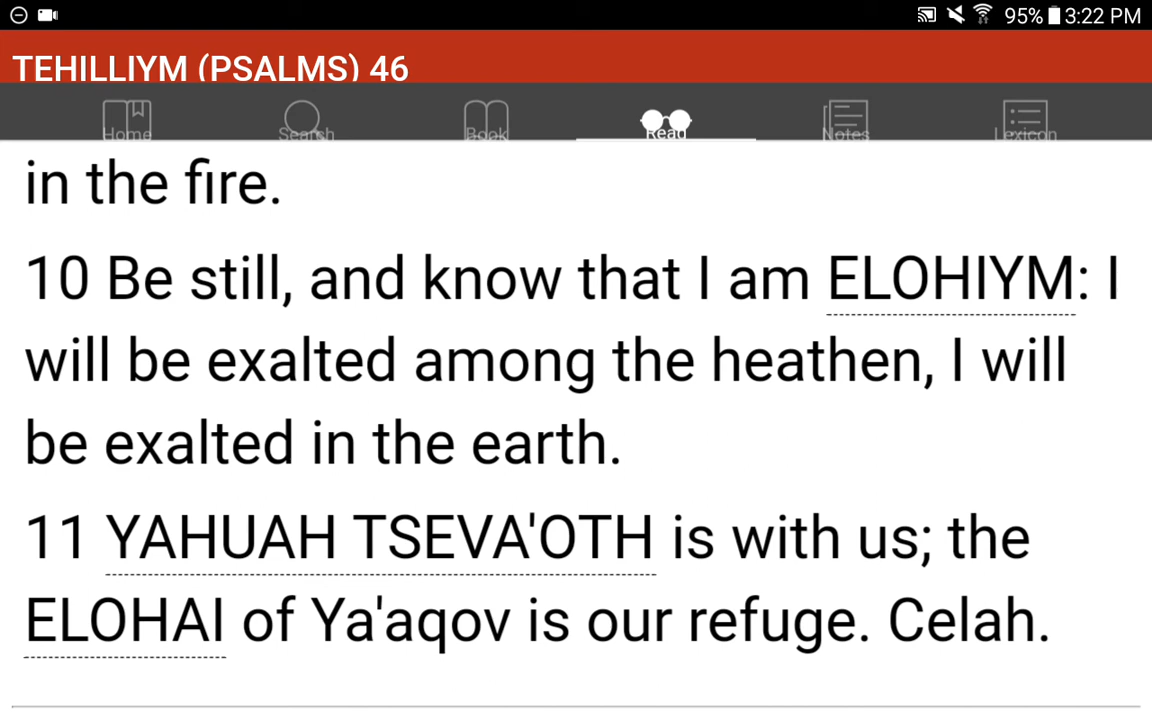 95% 3:22 PM
TEHILLIYM (PSALMS) 46
Home Search Book Read Notes Lexicon
in the fire.
10 Be still, and know that I am ELOHIYM: I
will be exalted among the heathen, I will
be exalted in the earth.
11 YAHUAH TSEVA'OTH is with us; the
ELOHAI of Ya'aqov is our refuge. Celah.